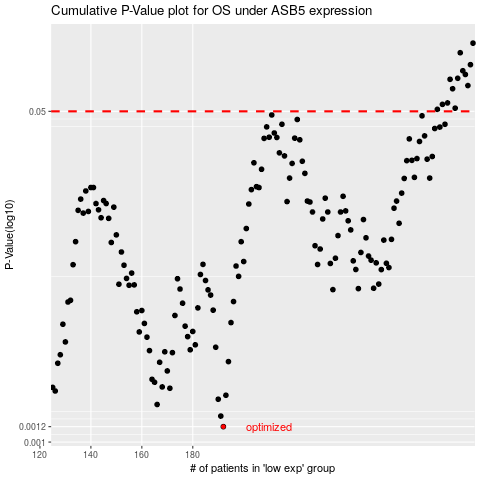 Cumulative P-Value plot for OS under ASB5 expression
P-Value(log10)
0.05
0.0012
0.001
optimized
120 140 160 180
# of patients in 'low exp' group